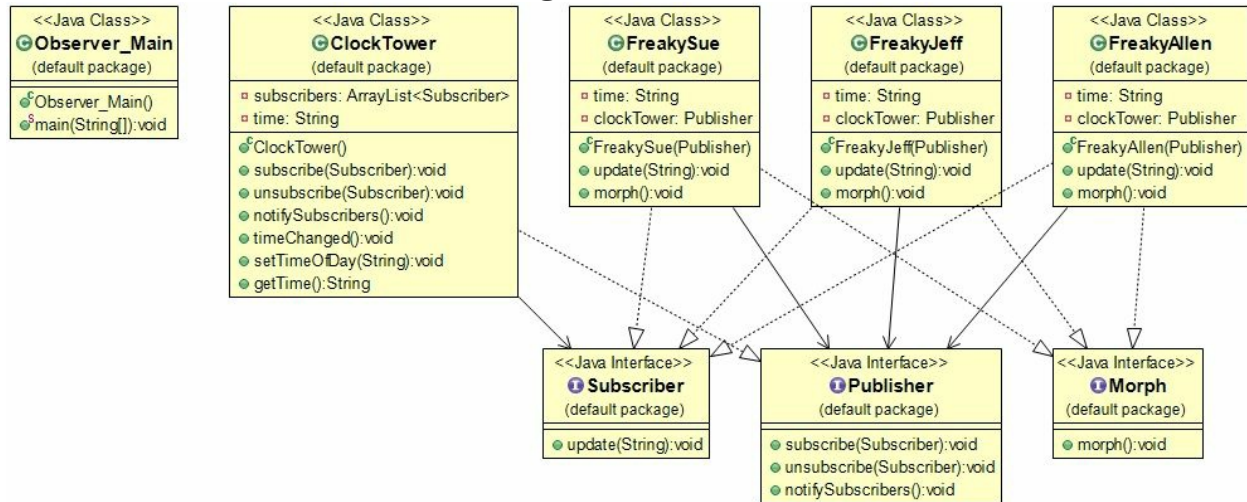 <<Java Class>>
Observer_Main
(default package)
Observer_Main()
main(String[]):void
<<Java Class>>
ClockTower
(default package)
subscribers: ArrayList<Subscriber>
time: String
ClockTower()
subscribe(Subscriber):void
unsubscribe(Subscriber):void
notifySubscribers():void
timeChanged():void
setTimeOfDay(String):void
getTime():String
<<Java Class>>
FreakySue
(default package)
time: String
clockTower: Publisher
FreakySue(Publisher)
update(String):void
morph():void
<<Java Class>>
FreakyJeff
(default package)
time: String
clockTower: Publisher
FreakyJeff(Publisher)
update(String):void
morph():void
<<Java Class>>
FreakyAllen
(default package)
time: String
clockTower: Publisher
FreakyAllen(Publisher)
update(String):void
morph():void
<<Java Interface>>
Subscriber
(default package)
update(String):void
<<Java Interface>>
Publisher
(default package)
subscribe(Subscriber):void
unsubscribe(Subscriber):void
notifySubscribers():void
<<Java Interface>>
Morph
(default package)
morph():void